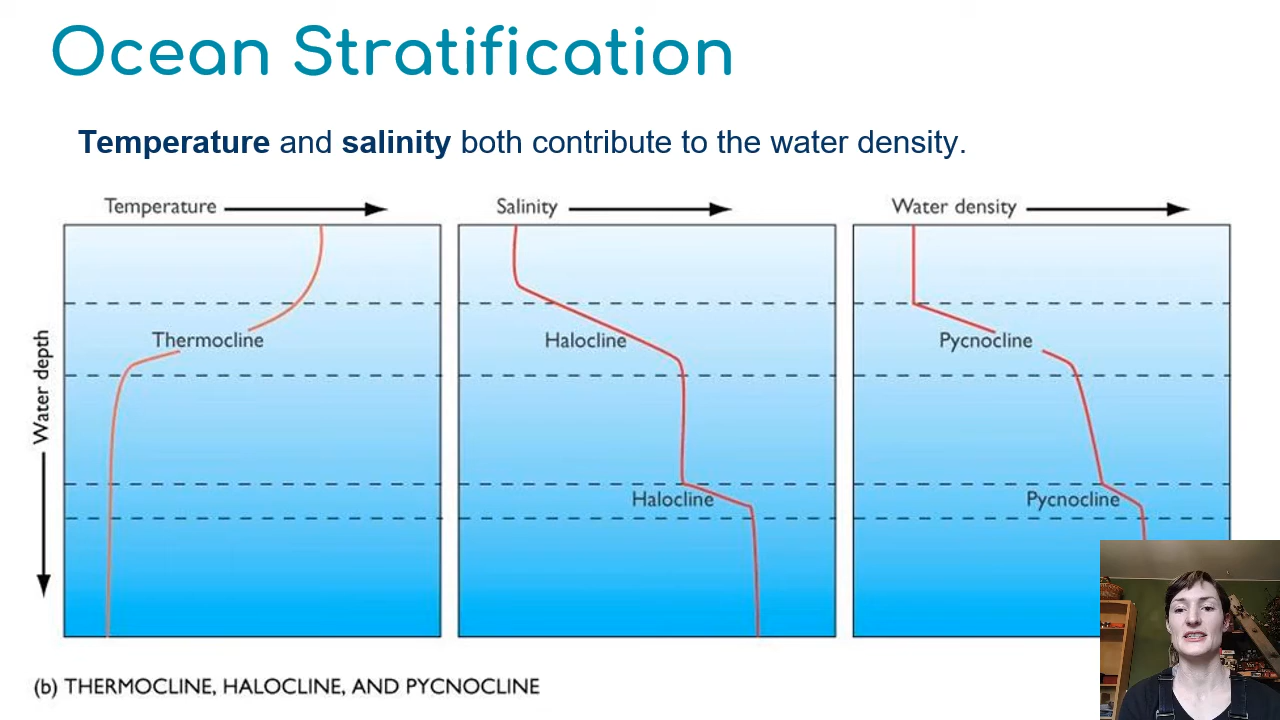 Ocean Stratification
Temperature and salinity both contribute to the water density.
Temperature
Salinity
Water density
Water depth
Thermocline
Halocline
Pycnocline
Halocline
Pycnocline
(b) THERMOCLINE, HALOCLINE, AND PYCNOCLINE